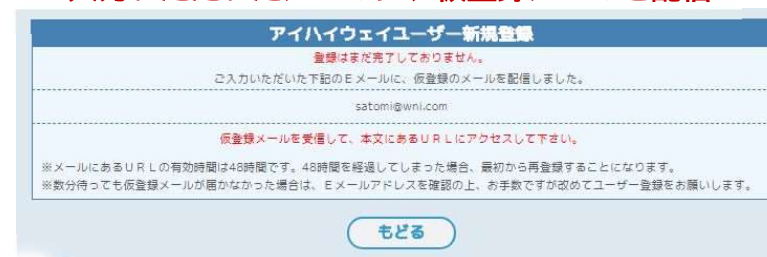 アイハイウェイユーザー新規登録
登録はまだ完了しておりません。
ご入力いただいた下記のＥメールに、仮登録のメールを配信しました。
satomi@wni.com
仮登録メールを受信して、本文にあるＵＲＬにアクセスして下さい。
※メールにあるＵＲＬの有効時間は48時間です。48時間を経過してしまった場合、最初から再登録することになります。
※数分待っても仮登録メールが届かなかった場合は、Ｅメールアドレスを確認の上、お手数ですが改めてユーザー登録をお願いします。
もどる